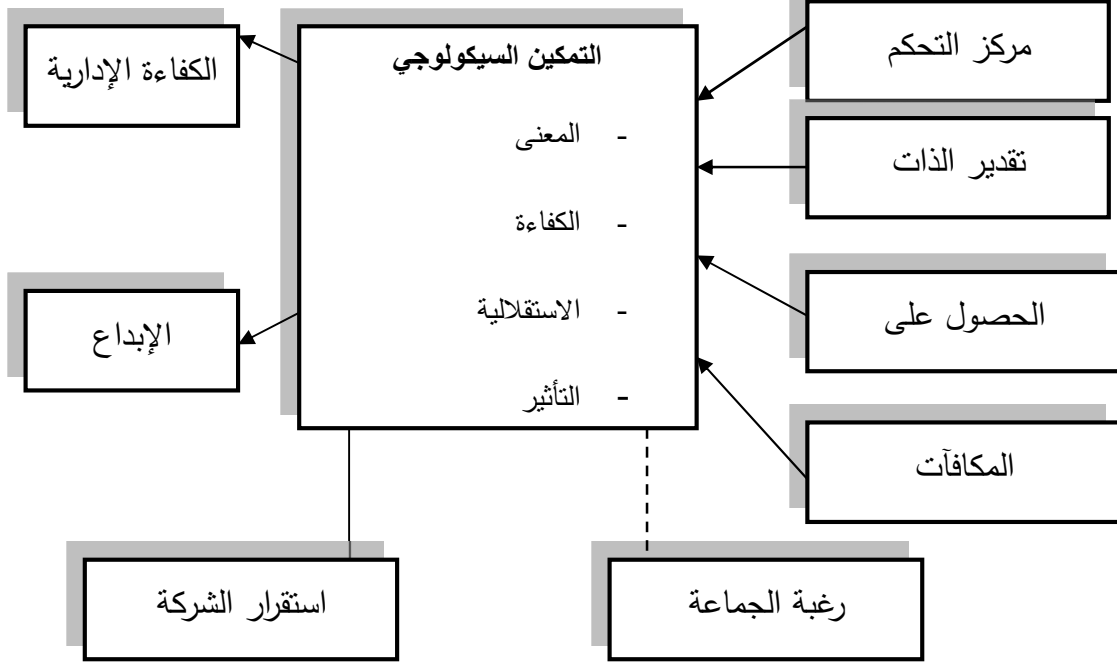 مركز التحكم
التمكين السيكولوجي
الكفاءة الإدارية
- المعنى
تقدير الذات
- الكفاءة
- الاستقلالية
الحصول على
الإبداع
- التأثير
المكافآت
رغبة الجماعة
استقرار الشركة